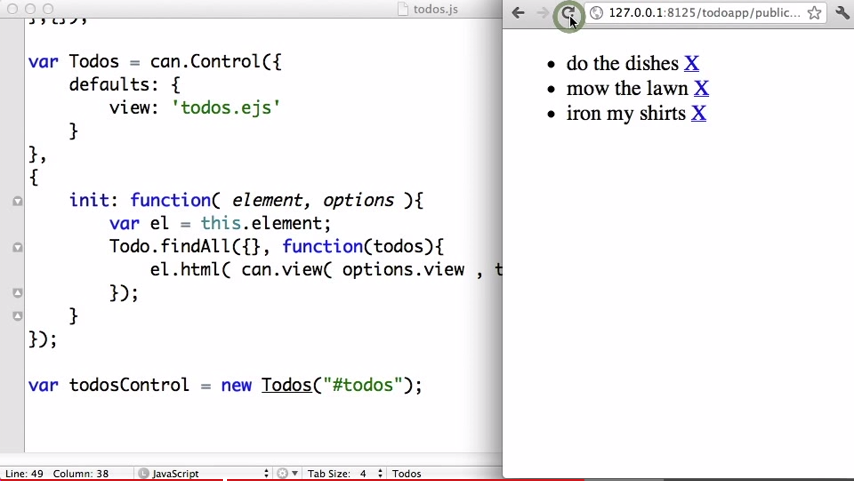 todos.js
var Todos = can.Control({
defaults: {
view: 'todos.ejs'
}
},
{
init: function( element, options ){
var el = this.element;
Todo.findAll({}, function(todos){
el.html( can.view( options.view , t
});
}
});
var todosControl = new Todos("#todos");
Line: 49 Column: 38 JavaScript Tab Size: 4 Todos
127.0.0.1:8125/todoapp/public...
• do the dishes X
• mow the lawn X
• iron my shirts X